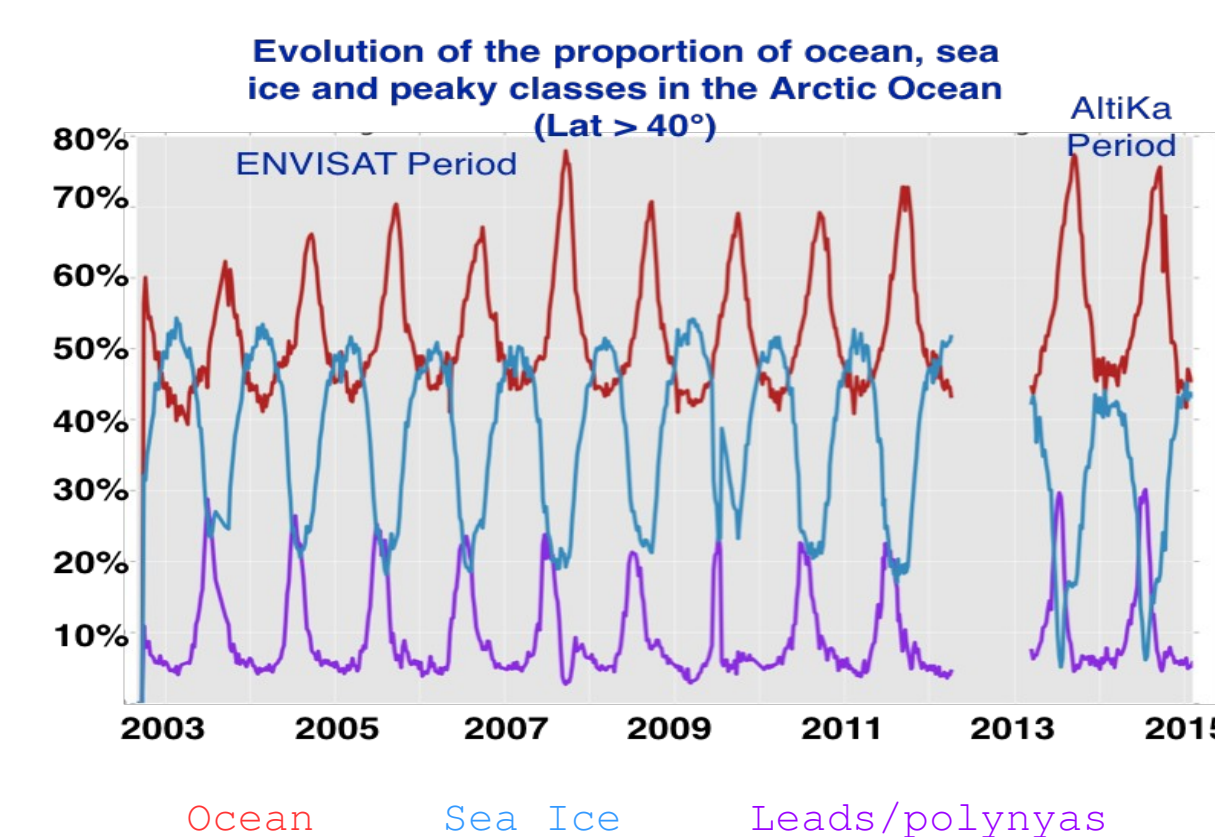 Evolution of the proportion of ocean, sea
ice and peaky classes in the Arctic Ocean
(Lat > 40°)
AltiKa
Period
ENVISAT Period
80%
70%
60%
50%
40%
30%
20%
10%
2003 2005 2007 2009 2011 2013 2015
Ocean Sea Ice Leads/polynyas